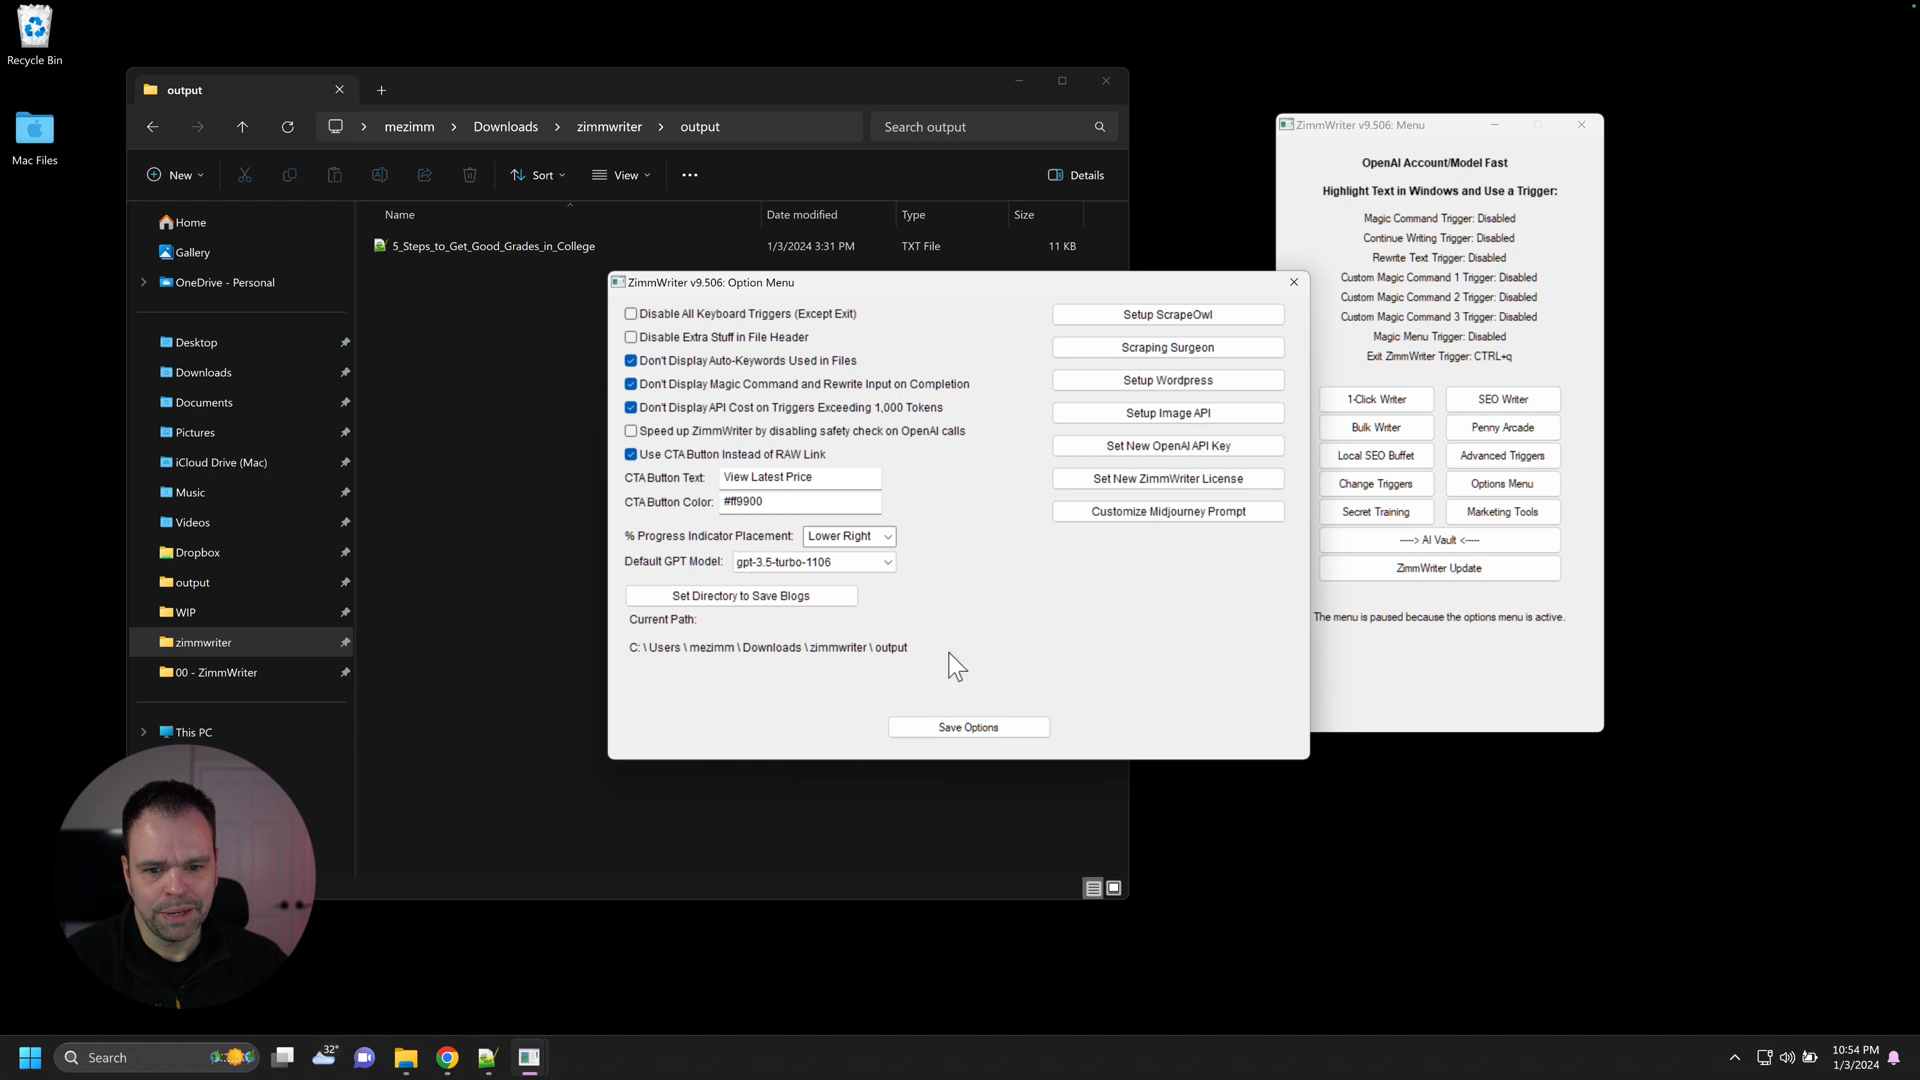 Recycle Bin
Mac Files
output
mezimm
Downloads
zimmwriter
output
Search output
New
Sort
View
Details
Name
Date modified
Type
Size
5_Steps_to_Get_Good_Grades_in_College
1/3/2024 3:31 PM
TXT File
11 KB
Home
Gallery
OneDrive - Personal
Desktop
Downloads
Documents
Pictures
iCloud Drive (Mac)
Music
Videos
Dropbox
output
WIP
zimmwriter
00 - ZimmWriter
This PC
ZimmWriter v9.506: Option Menu
Disable All Keyboard Triggers (Except Exit)
Disable Extra Stuff in File Header
Don't Display Auto-Keywords Used in Files
Don't Display Magic Command and Rewrite Input on Completion
Don't Display API Cost on Triggers Exceeding 1,000 Tokens
Speed up ZimmWriter by disabling safety check on OpenAI calls
Use CTA Button Instead of RAW Link
CTA Button Text: View Latest Price
CTA Button Color: #ff9900
% Progress Indicator Placement: Lower Right
Default GPT Model: gpt-3.5-turbo-1106
Set Directory to Save Blogs
Current Path:
C: \ Users \ mezimm \ Downloads \ zimmwriter \ output
Setup ScrapeOwl
Scraping Surgeon
Setup Wordpress
Setup Image API
Set New OpenAI API Key
Set New ZimmWriter License
Customize Midjourney Prompt
Save Options
ZimmWriter v9.506: Menu
OpenAI Account/Model Fast
Highlight Text in Windows and Use a Trigger:
Magic Command Trigger: Disabled
Continue Writing Trigger: Disabled
Rewrite Text Trigger: Disabled
Custom Magic Command 1 Trigger: Disabled
Custom Magic Command 2 Trigger: Disabled
Custom Magic Command 3 Trigger: Disabled
Magic Menu Trigger: Disabled
Exit ZimmWriter Trigger: CTRL+q
1-Click Writer
SEO Writer
Bulk Writer
Penny Arcade
Local SEO Buffet
Advanced Triggers
Change Triggers
Options Menu
Secret Training
Marketing Tools
----> AI Vault <----
ZimmWriter Update
The menu is paused because the options menu is active.
Search
32°
10:54 PM
1/3/2024